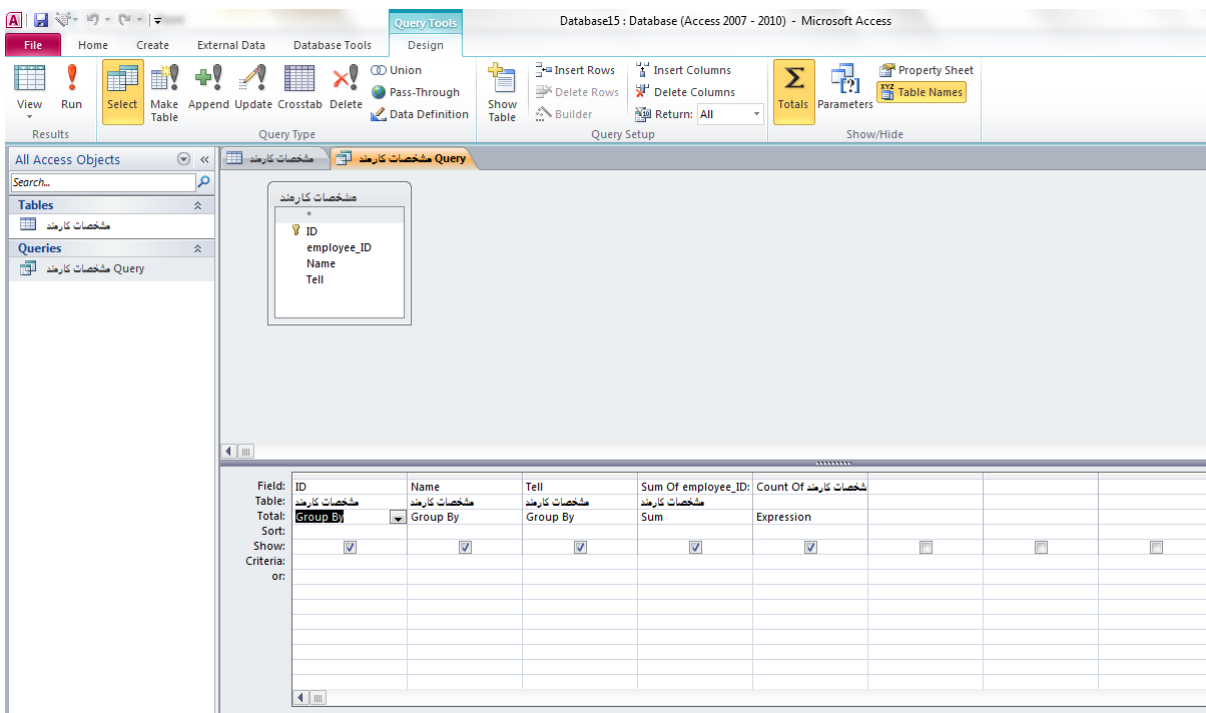 Query Tools
Database15 : Database (Access 2007 - 2010) - Microsoft Access
File Home Create External Data Database Tools Design
View Run Select Make Table Append Update Crosstab Delete
Union
Pass-Through
Data Definition
Show Table
Insert Rows
Delete Rows
Builder
Insert Columns
Delete Columns
Return: All
Totals Parameters
Property Sheet
XYZ Table Names
Results Query Type Query Setup Show/Hide
All Access Objects
Search...
Tables
مشخصات کارمند
Queries
مشخصات کارمند Query
مشخصات کارمند
مشخصات کارمند Query
مشخصات کارمند
*
ID
employee_ID
Name
Tell
Field: ID Name Tell Sum Of employee_ID: Count Of شخصات کارمند
Table: مشخصات کارمند مشخصات کارمند مشخصات کارمند مشخصات کارمند
Total: Group By Group By Group By Sum Expression
Sort:
Show:
Criteria:
or: